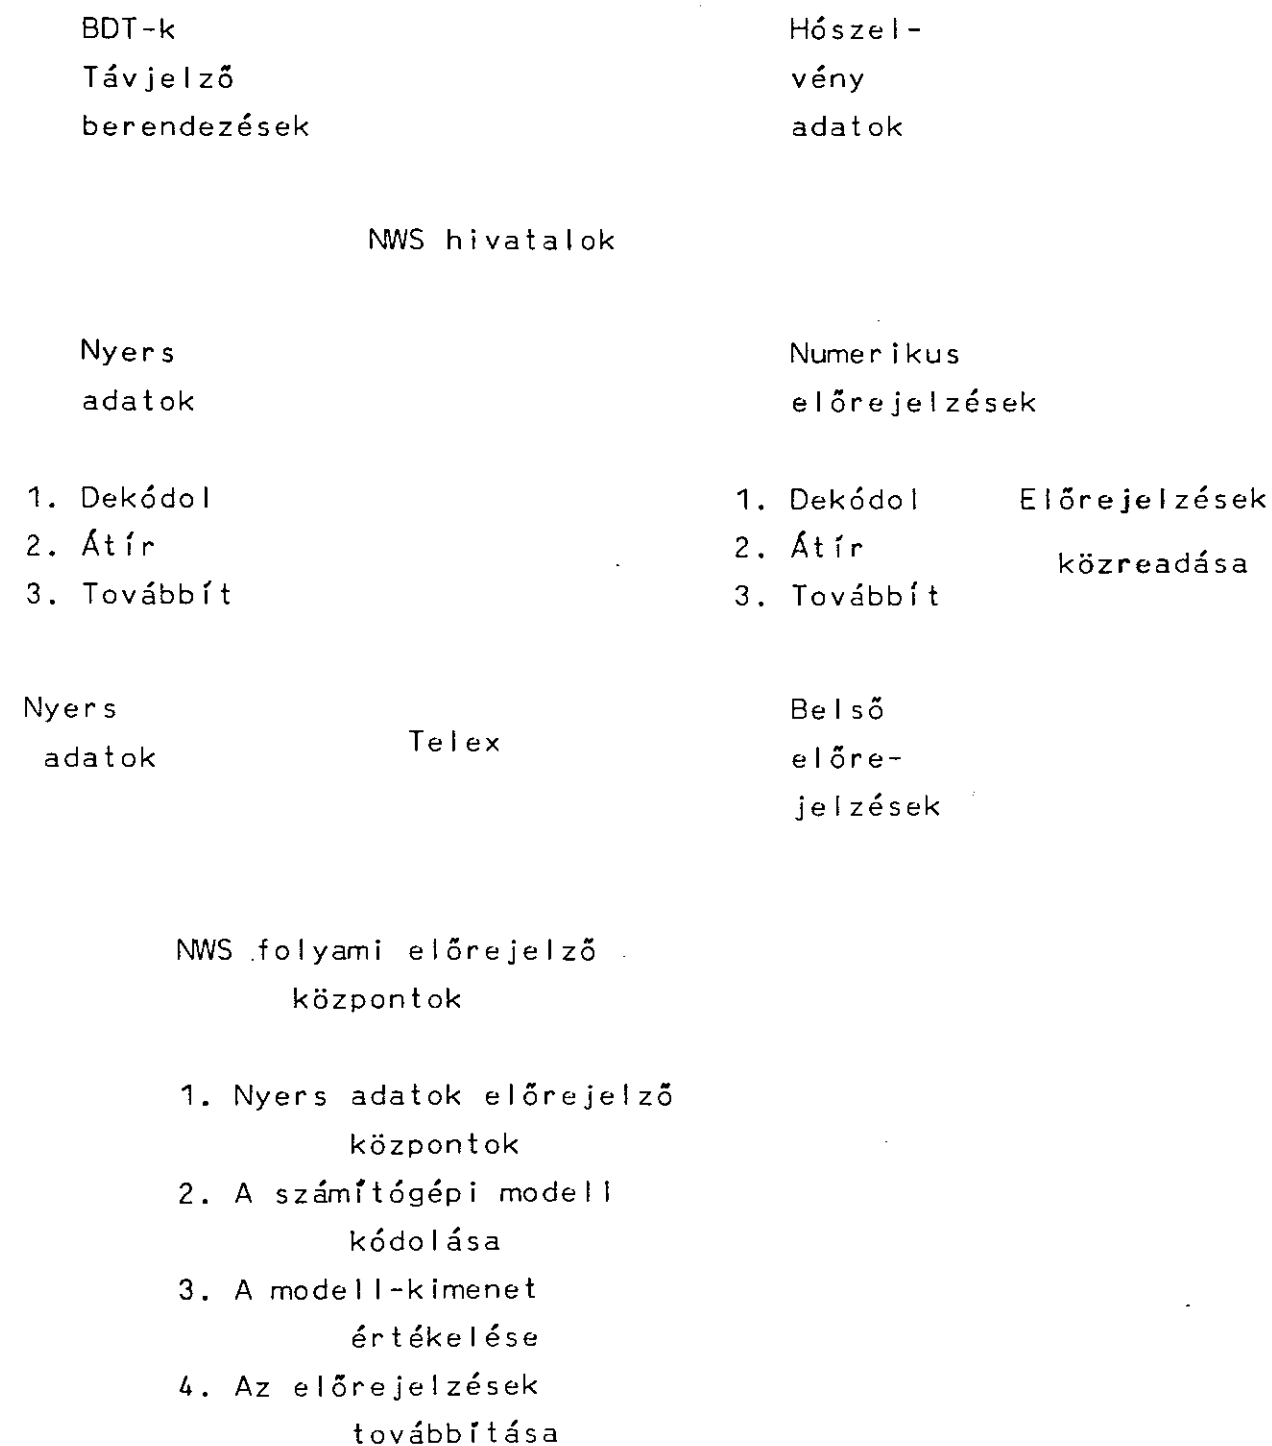 BDT-k
Távjelző
berendezések
Hószel-
vény
adatok
NWS hivatalok
Nyers
adatok
Numerikus
előrejelzések
1. Dekódol
2. Átír
3. Továbbít
1. Dekódol
2. Átír
3. Továbbít
Előrejelzések
közreadása
Nyers
adatok
Telex
Belső
előre-
jelzések
NWS folyami előrejelző
központok
1. Nyers adatok előrejelző
központok
2. A számítógépi modell
kódolása
3. A modell-kimenet
értékelése
4. Az előrejelzések
továbbítása